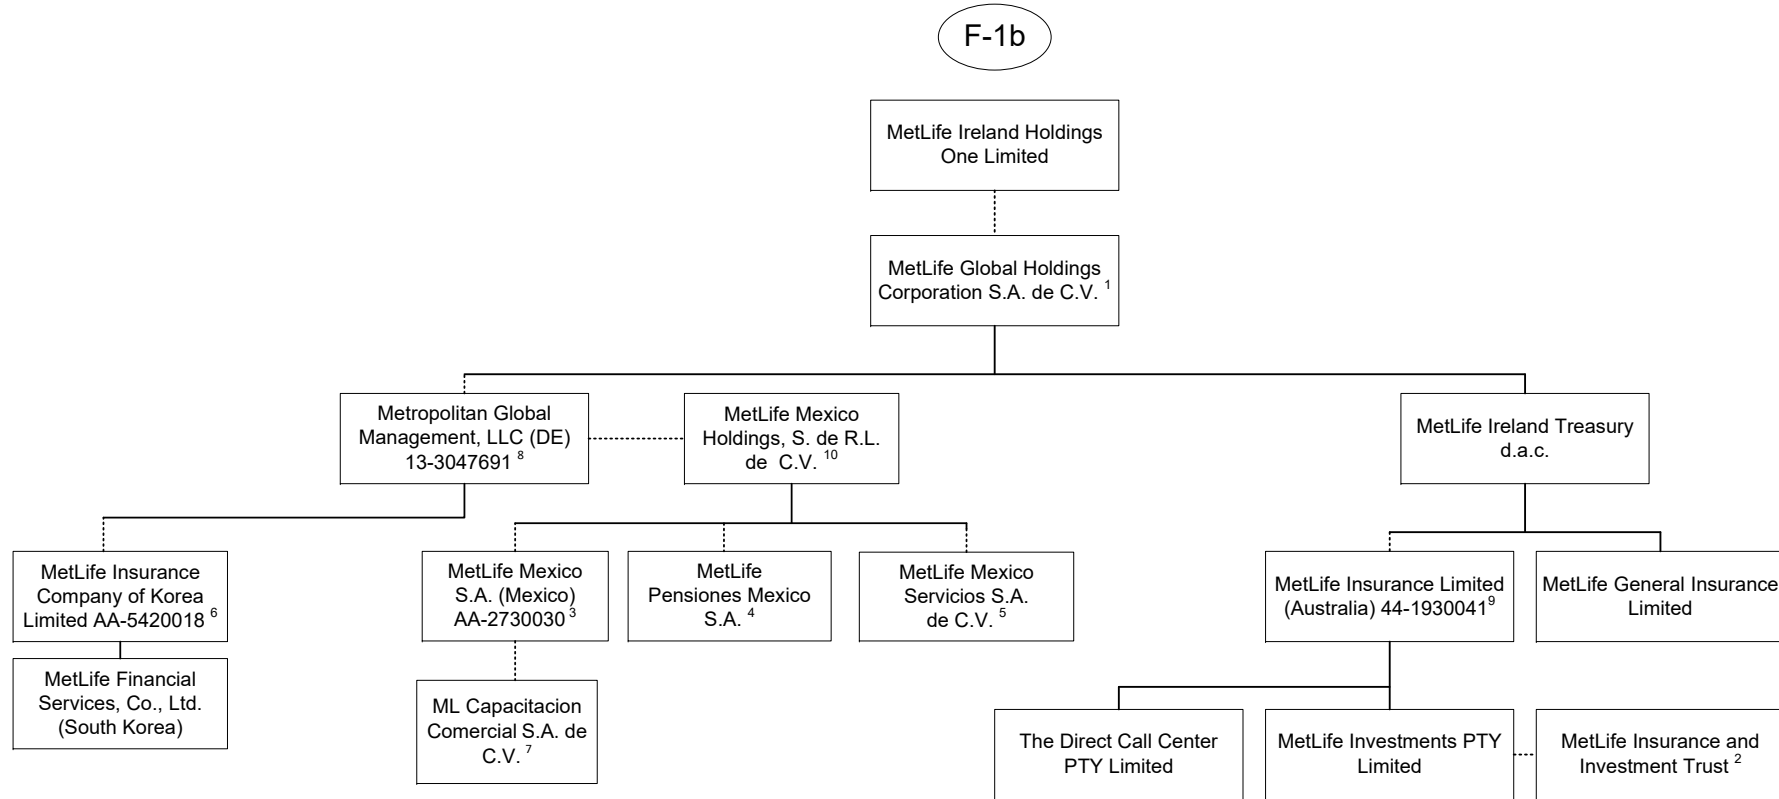 F-1b
MetLife Ireland Holdings
One Limited
MetLife Global Holdings
Corporation S.A. de C.V. 1
Metropolitan Global
Management, LLC (DE)
13-3047691 8
MetLife Mexico
Holdings, S. de R.L.
de C.V. 10
MetLife Ireland Treasury
d.a.c.
MetLife Insurance
Company of Korea
Limited AA-5420018 6
MetLife Mexico
S.A. (Mexico)
AA-2730030 3
MetLife
Pensiones Mexico
S.A. 4
MetLife Mexico
Servicios S.A.
de C.V. 5
MetLife Insurance Limited
(Australia) 44-1930041 9
MetLife General Insurance
Limited
MetLife Financial
Services, Co., Ltd.
(South Korea)
ML Capacitacion
Comercial S.A. de
C.V. 7
The Direct Call Center
PTY Limited
MetLife Investments PTY
Limited
MetLife Insurance and
Investment Trust 2